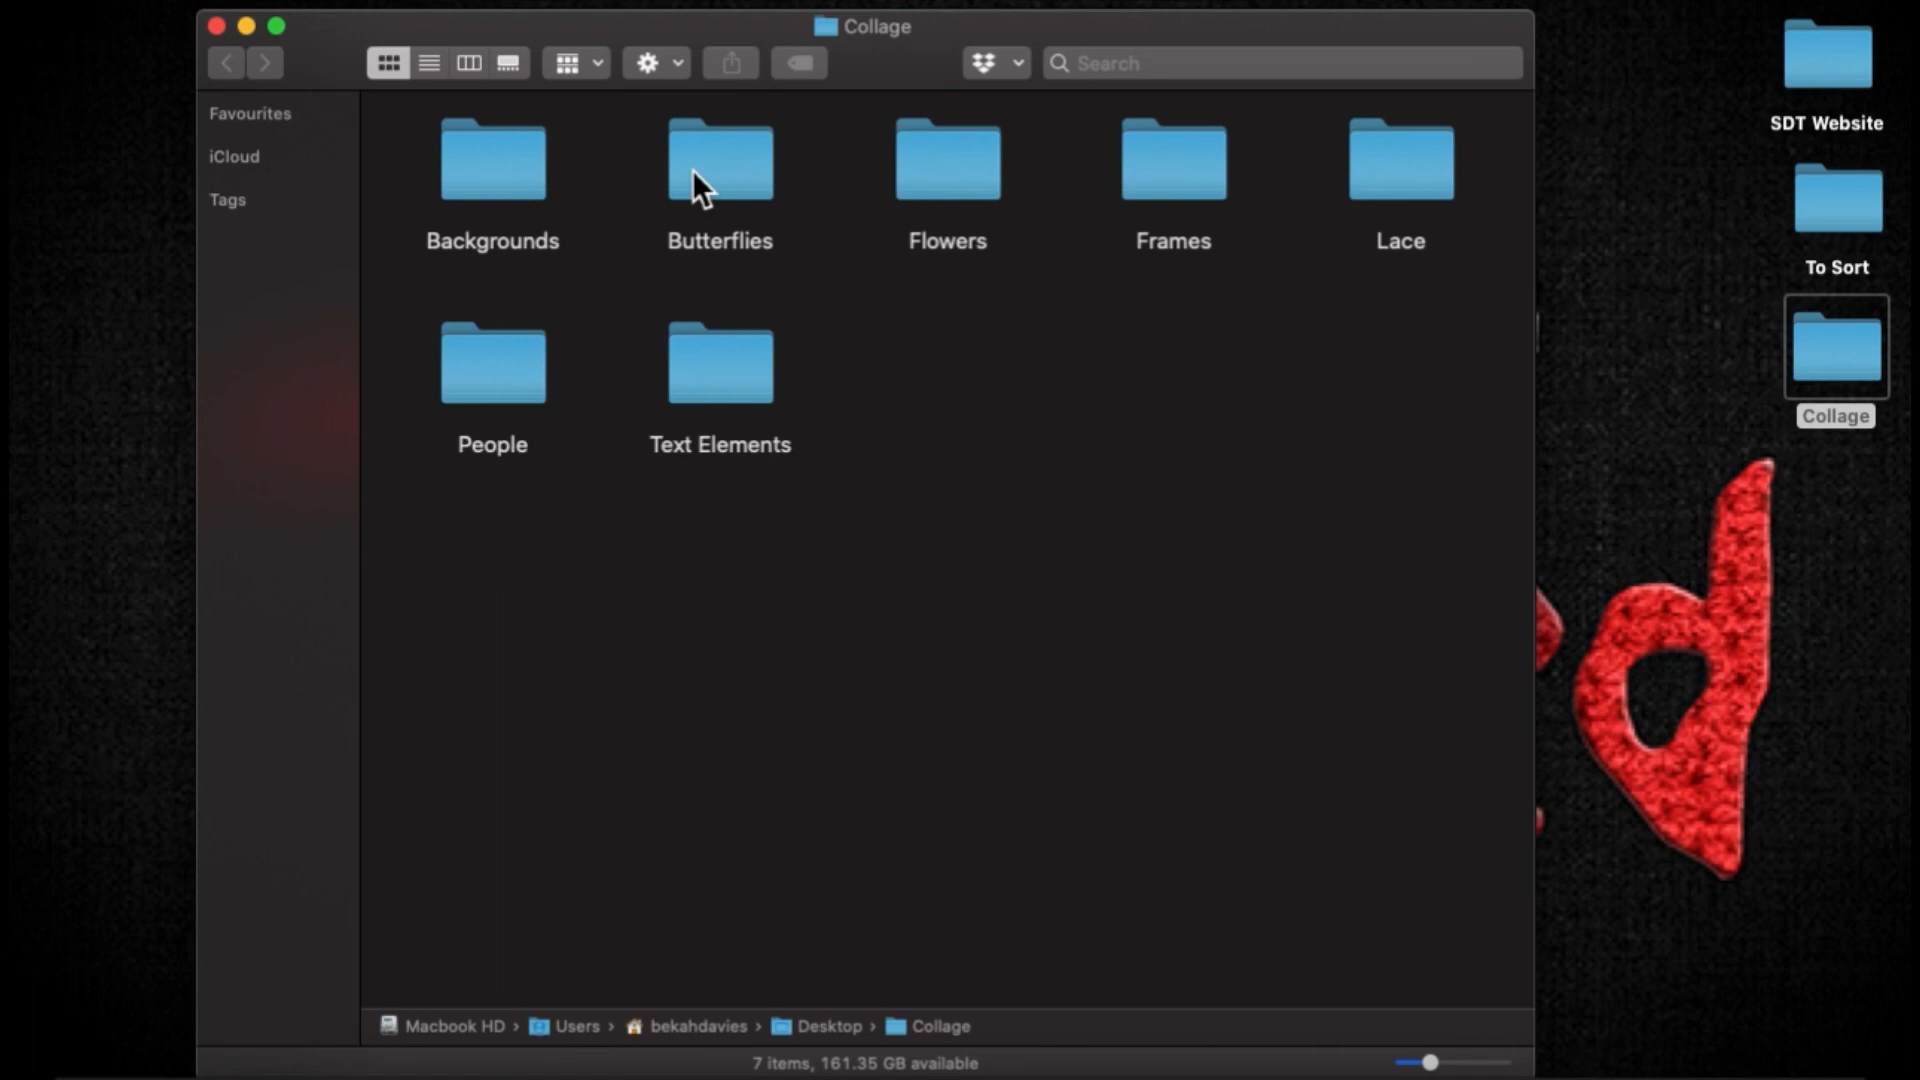 Collage
Search
SDT Website
Favourites
iCloud
Tags
Backgrounds Butterflies Flowers Frames Lace
To Sort
People Text Elements
Collage
d
Macbook HD › Users › bekahdavies › Desktop › Collage
7 items, 161.35 GB available